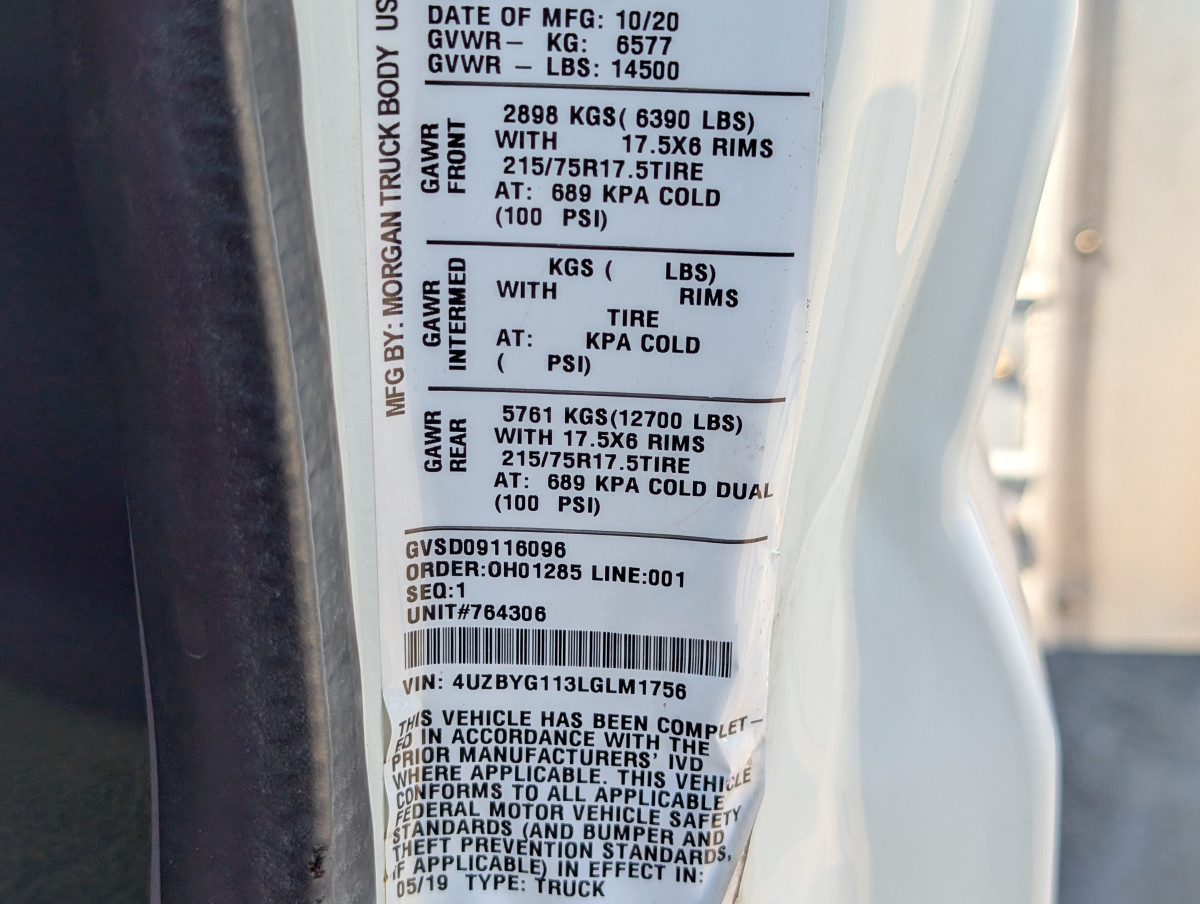 MFG BY: MORGAN TRUCK BODY US
DATE OF MFG: 10/20
GVWR— KG: 6577
GVWR — LBS: 14500
GAWR
FRONT
2898 KGS( 6390 LBS)
WITH 17.5X6 RIMS
215/75R17.5TIRE
AT: 689 KPA COLD
(100 PSI)
GAWR
INTERMED
KGS ( LBS)
WITH RIMS
TIRE
AT: KPA COLD
( PSI)
GAWR
REAR
5761 KGS(12700 LBS)
WITH 17.5X6 RIMS
215/75R17.5TIRE
AT: 689 KPA COLD DUAL
(100 PSI)
GVSD09116096
ORDER:OH01285 LINE:001
SEQ:1
UNIT#764306
VIN: 4UZBYG113LGLM1756
THIS VEHICLE HAS BEEN COMPLET—
ED IN ACCORDANCE WITH THE
PRIOR MANUFACTURERS' IVD
WHERE APPLICABLE. THIS VEHICLE
CONFORMS TO ALL APPLICABLE
FEDERAL MOTOR VEHICLE SAFETY
STANDARDS (AND BUMPER AND
THEFT PREVENTION STANDARDS,
IF APPLICABLE) IN EFFECT IN:
05/19 TYPE: TRUCK